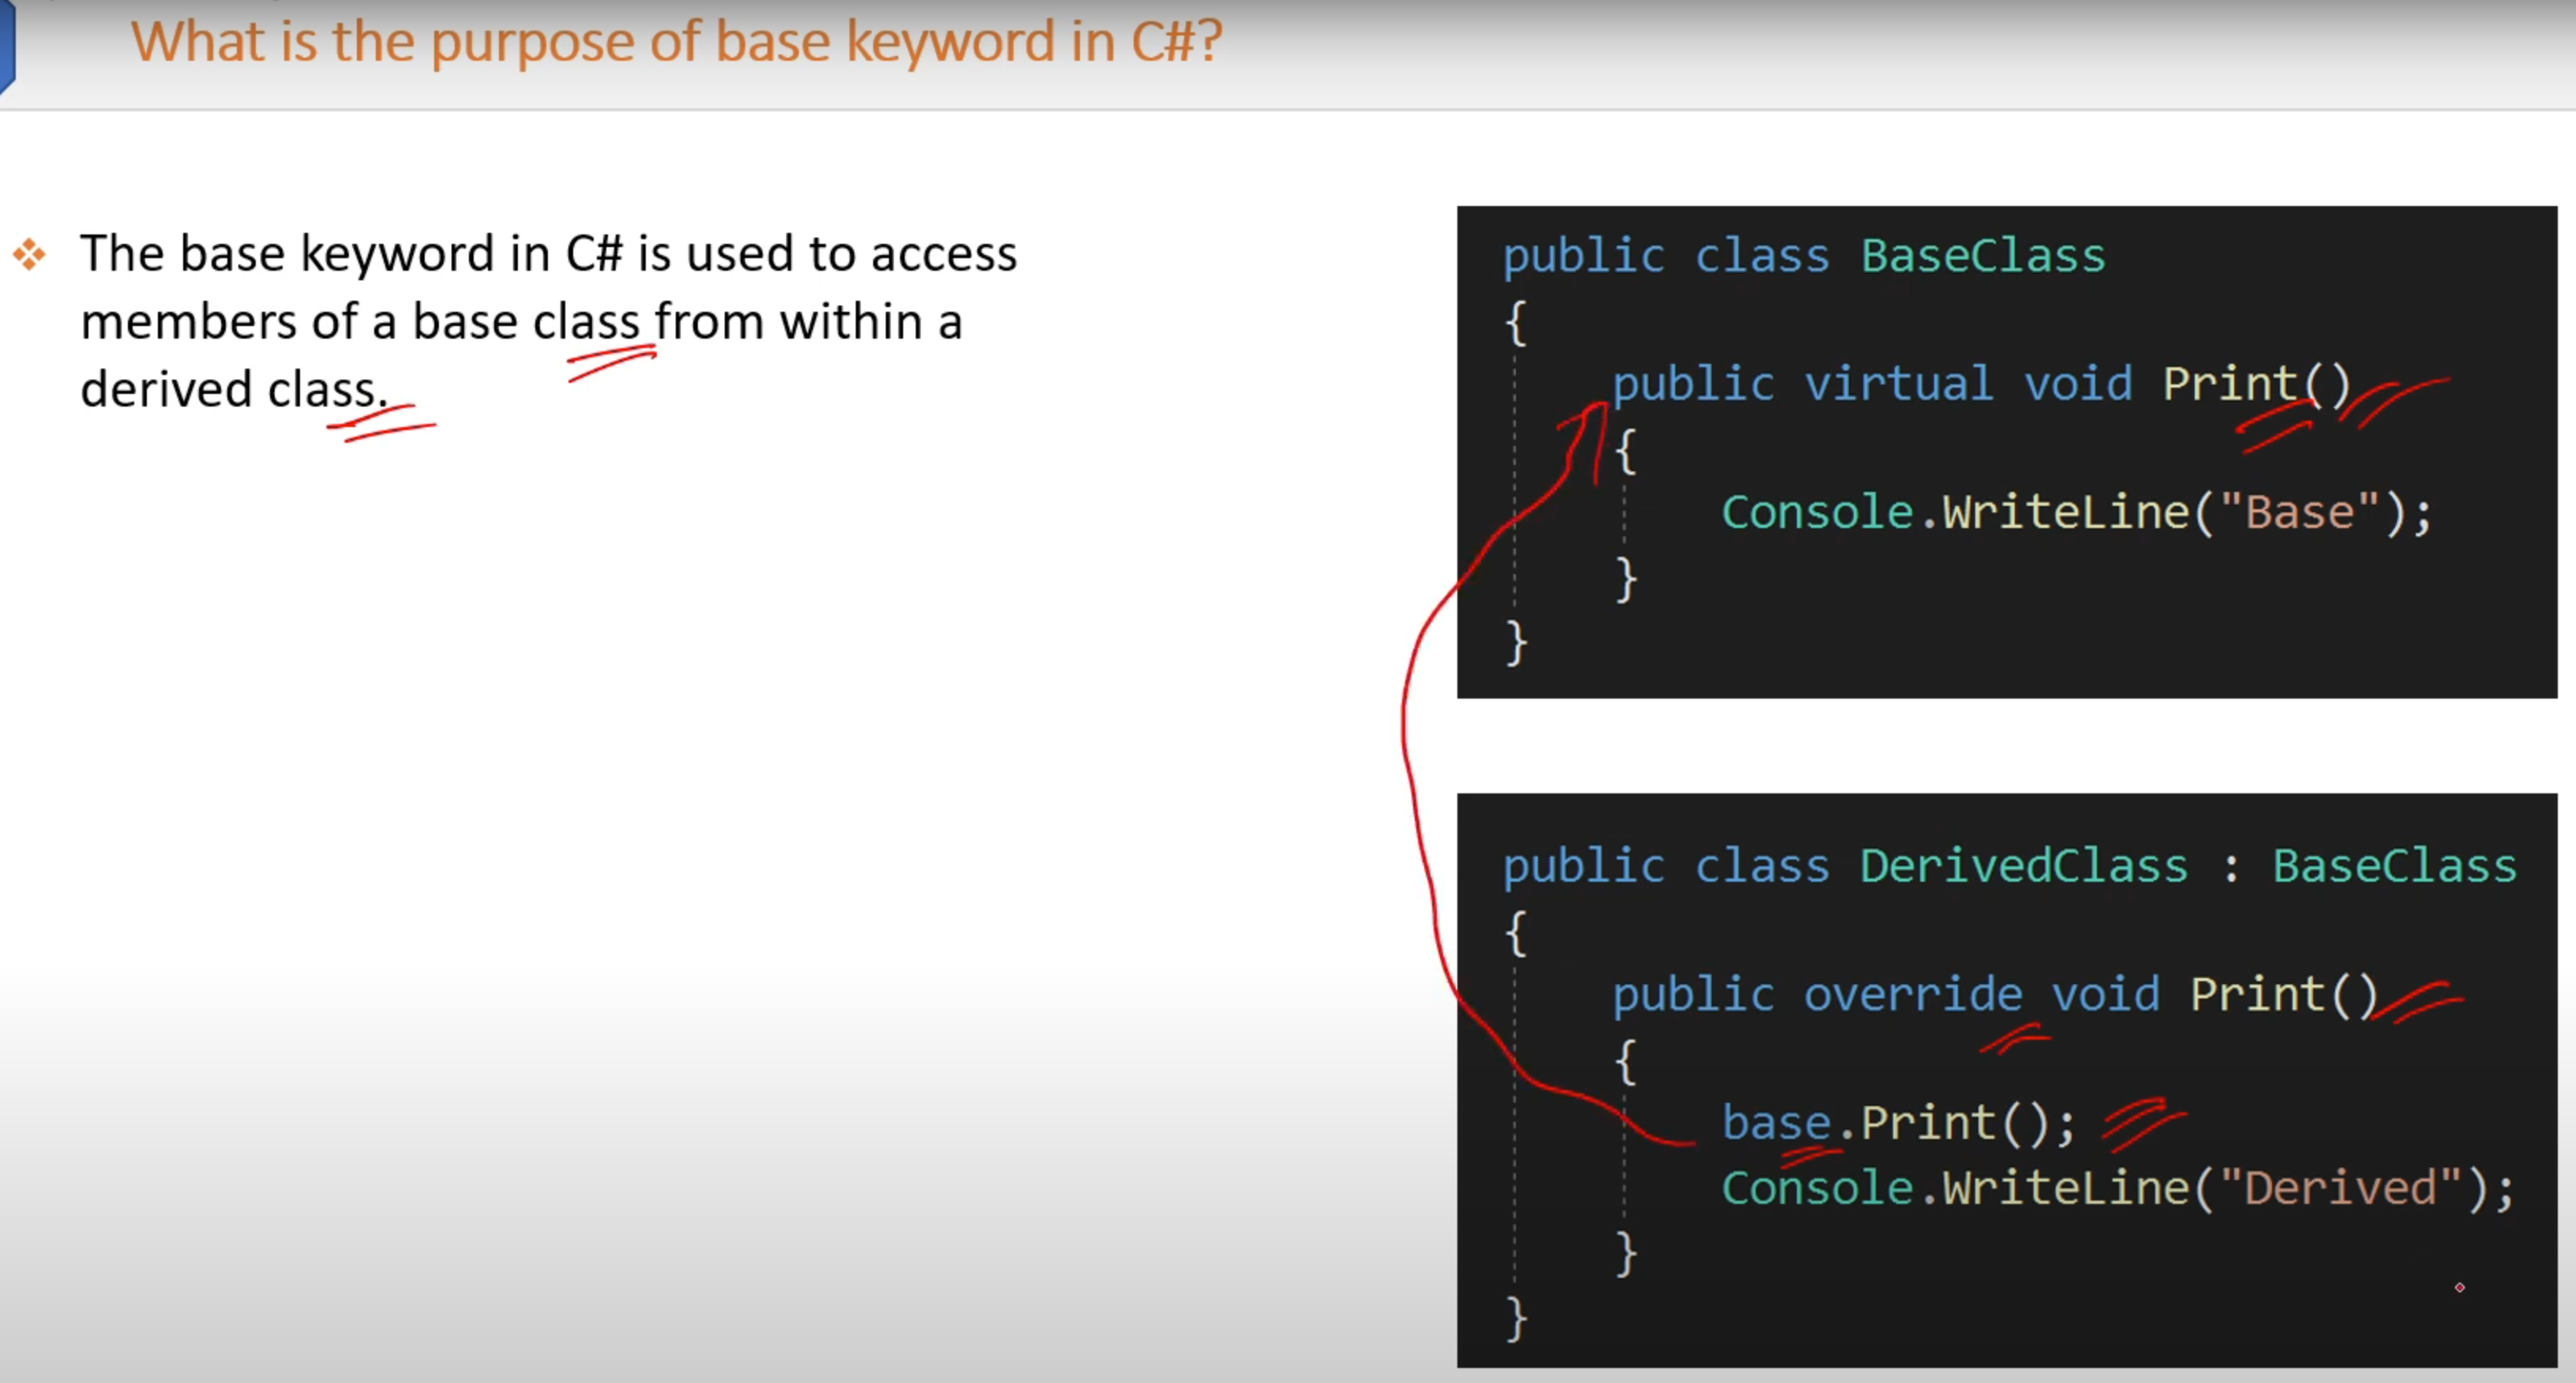 What is the purpose of base keyword in C#?
The base keyword in C# is used to access
members of a base class from within a
derived class.
public class BaseClass
{
public virtual void Print()
{
Console.WriteLine("Base");
}
}
public class DerivedClass : BaseClass
{
public override void Print()
{
base.Print();
Console.WriteLine("Derived");
}
}